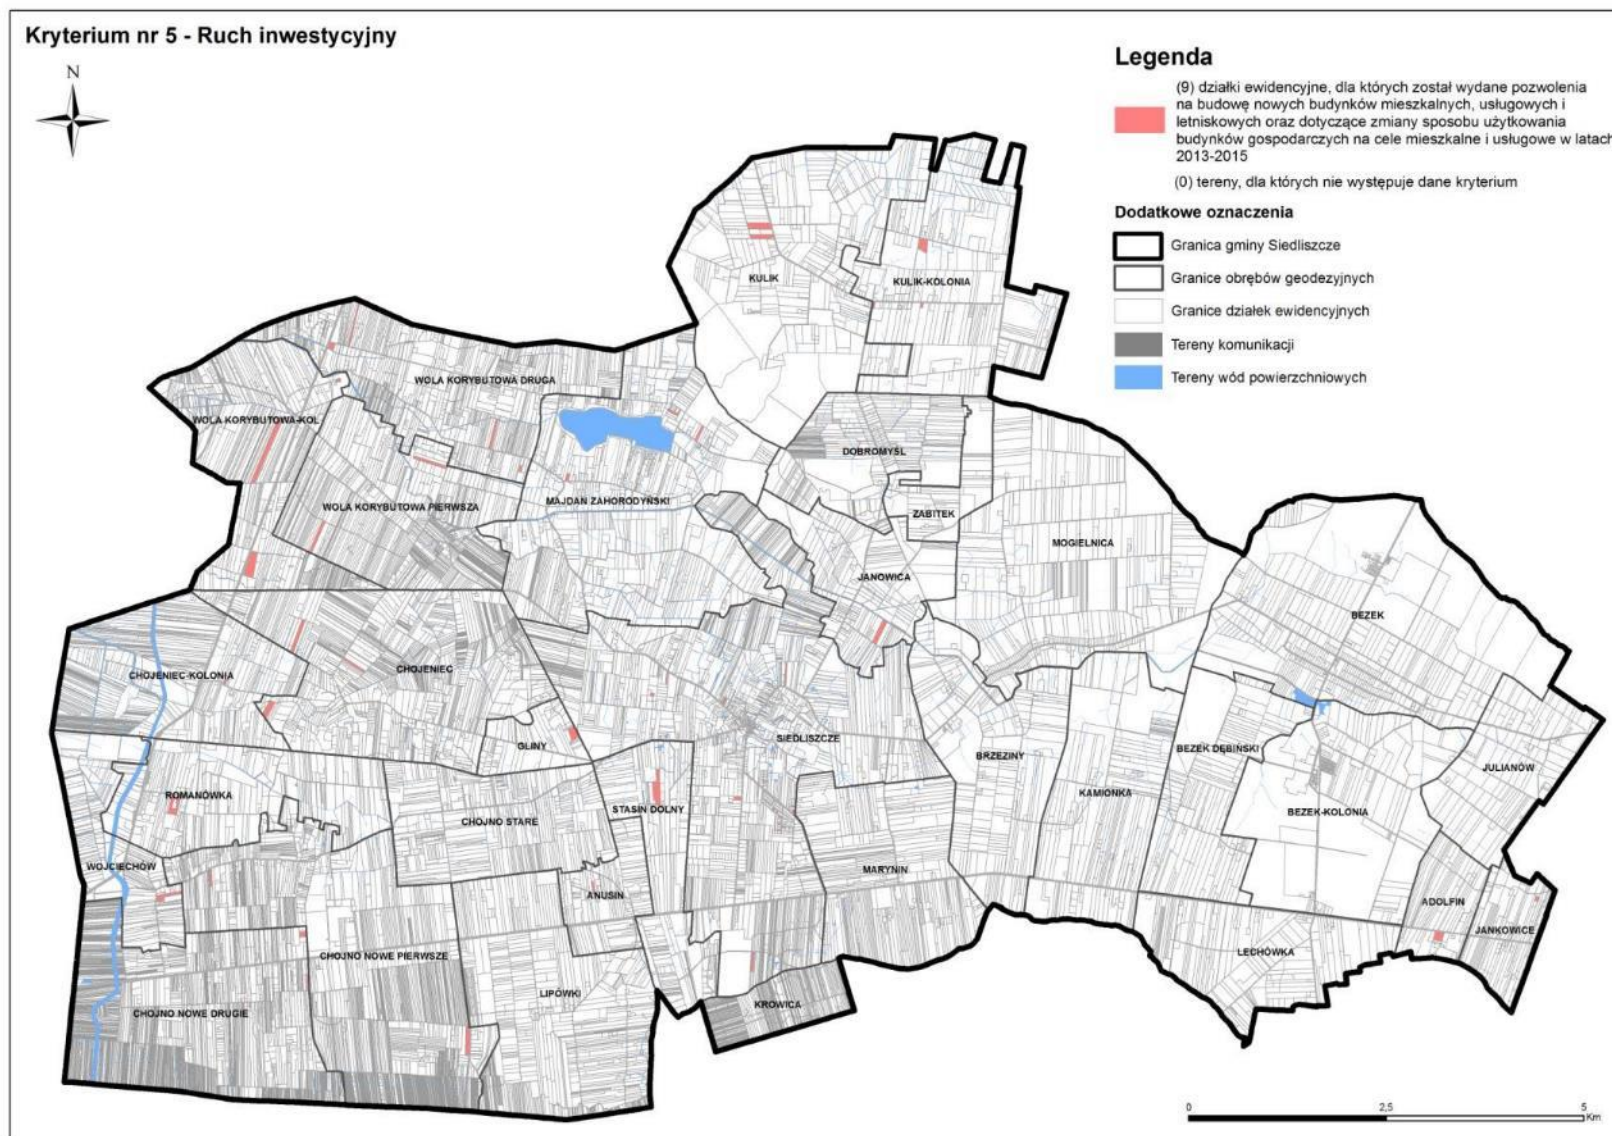 Kryterium nr 5 - Ruch inwestycyjny
N
Legenda
(9) działki ewidencyjne, dla których został wydane pozwolenia
na budowę nowych budynków mieszkalnych, usługowych i
letniskowych oraz dotyczące zmiany sposobu użytkowania
budynków gospodarczych na cele mieszkalne i usługowe w latach
2013-2015
(0) tereny, dla których nie występuje dane kryterium
Dodatkowe oznaczenia
Granica gminy Siedliszcze
Granice obrębów geodezyjnych
Granice działek ewidencyjnych
Tereny komunikacji
Tereny wód powierzchniowych
KULIK
KULIK-KOLONIA
WOLA KORYBUTOWA DRUGA
WOLA KORYBUTOWA-KOL
DOBROMYŚL
MAJDAN ZAHORODYŃSKI
WOLA KORYBUTOWA PIERWSZA
ZABITEK
MOGIELNICA
JANOWICA
BEZEK
CHOJENIEC
CHOJENIEC-KOLONIA
SIEDLISZCZE
GLINY
BRZEZINY
BEZEK DĘBIŃSKI
JULIANÓW
ROMANÓWKA
KAMIONKA
STASIN DOLNY
BEZEK-KOLONIA
CHOJNO STARE
WOJCIECHÓW
MARYNIN
ANUSIN
ADOLFIN
JANKOWICE
LECHÓWKA
CHOJNO NOWE PIERWSZE
LIPÓWKI
KROWICA
CHOJNO NOWE DRUGIE
0 2,5 5
Km